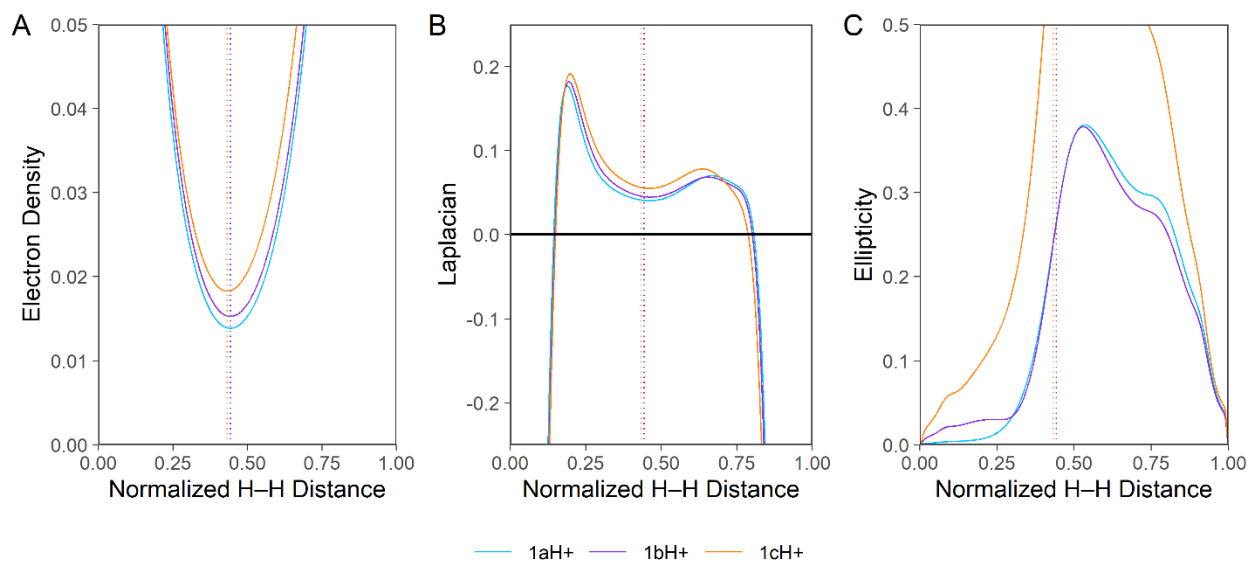 A
B
C
Electron Density
0.05
0.04
0.03
0.02
0.01
0.00
0.00 0.25 0.50 0.75 1.00
Normalized H–H Distance
Laplacian
0.2
0.1
0.0
-0.1
-0.2
0.00 0.25 0.50 0.75 1.00
Normalized H–H Distance
Ellipticity
0.5
0.4
0.3
0.2
0.1
0.0
0.00 0.25 0.50 0.75 1.00
Normalized H–H Distance
1aH+ 1bH+ 1cH+